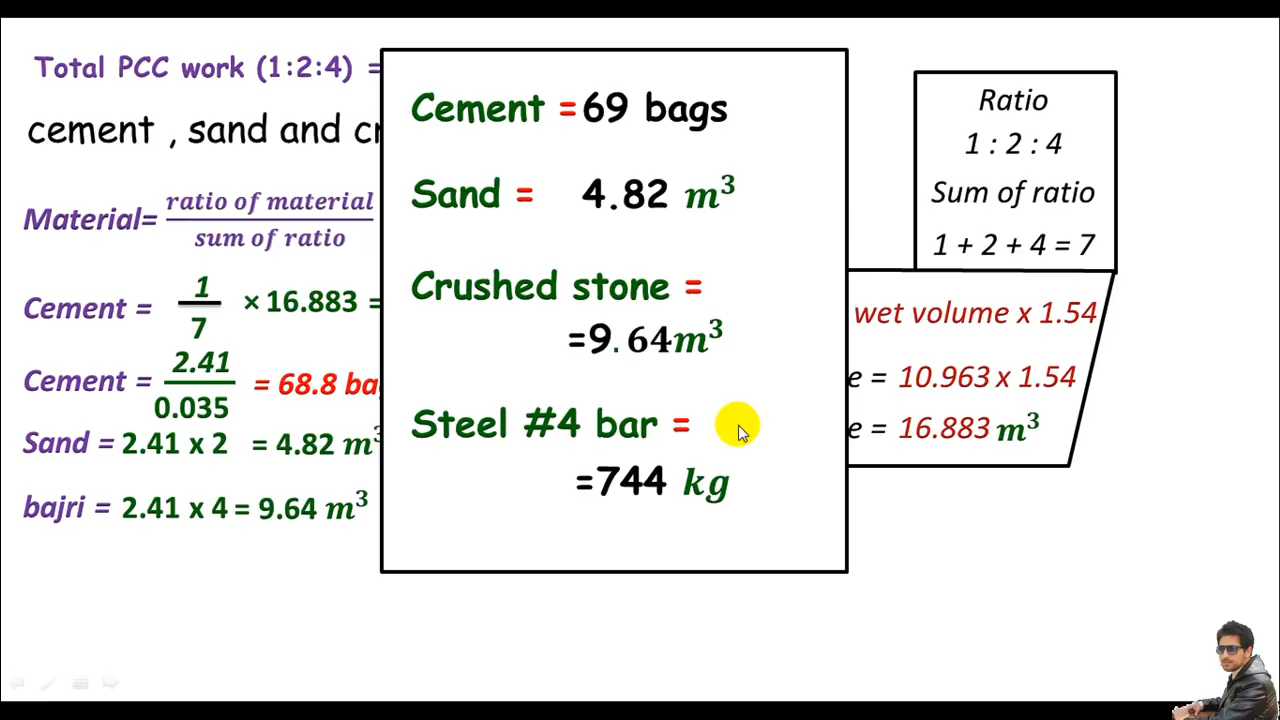 Total PCC work (1:2:4) =
cement , sand and cr
Material= ratio of material
sum of ratio
Cement = 1
7
× 16.883 =
Cement = 2.41
0.035
= 68.8 ba
Sand = 2.41 x 2 = 4.82 m³
bajri = 2.41 x 4 = 9.64 m³
Cement = 69 bags
Sand = 4.82 m³
Crushed stone =
=9.64m³
Steel #4 bar =
=744 kg
Ratio
1 : 2 : 4
Sum of ratio
1 + 2 + 4 = 7
wet volume x 1.54
e = 10.963 x 1.54
e = 16.883 m³